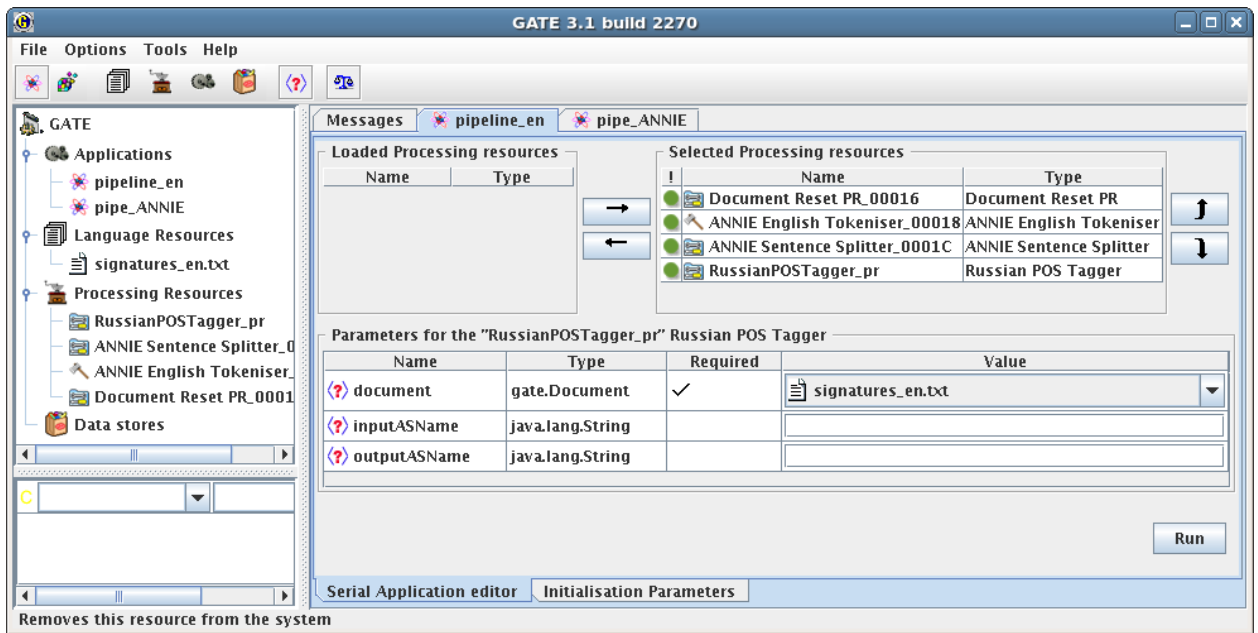 GATE 3.1 build 2270
File Options Tools Help
GATE
Applications
pipeline_en
pipe_ANNIE
Language Resources
signatures_en.txt
Processing Resources
RussianPOSTagger_pr
ANNIE Sentence Splitter_0
ANNIE English Tokeniser_
Document Reset PR_0001
Data stores
C
Messages pipeline_en pipe_ANNIE
Loaded Processing resources
Name Type
Selected Processing resources
! Name Type
Document Reset PR_00016 Document Reset PR
ANNIE English Tokeniser_00018 ANNIE English Tokeniser
ANNIE Sentence Splitter_0001C ANNIE Sentence Splitter
RussianPOSTagger_pr Russian POS Tagger
Parameters for the "RussianPOSTagger_pr" Russian POS Tagger
Name Type Required Value
<?> document gate.Document ✓ signatures_en.txt
<?> inputASName java.lang.String
<?> outputASName java.lang.String
Run
Serial Application editor Initialisation Parameters
Removes this resource from the system